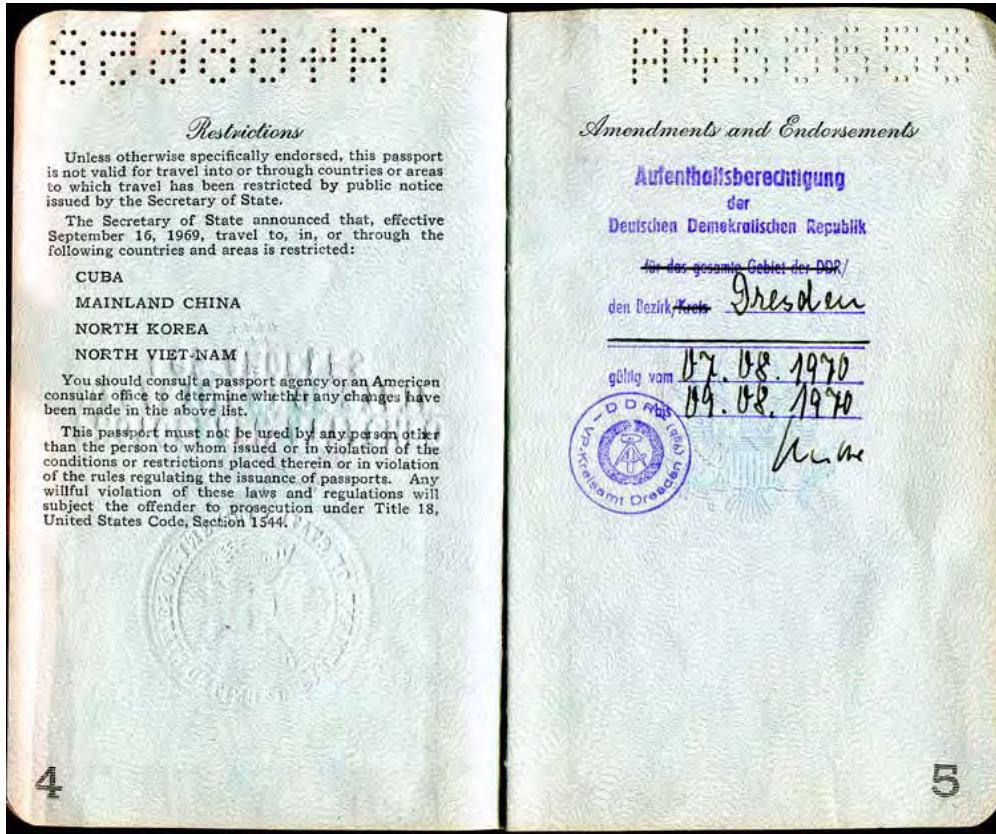 Restrictions
Unless otherwise specifically endorsed, this passport
is not valid for travel into or through countries or areas
to which travel has been restricted by public notice
issued by the Secretary of State.
The Secretary of State announced that, effective
September 16, 1969, travel to, in, or through the
following countries and areas is restricted:
CUBA
MAINLAND CHINA
NORTH KOREA
NORTH VIET-NAM
You should consult a passport agency or an American
consular office to determine whether any changes have
been made in the above list.
This passport must not be used by any person other
than the person to whom issued or in violation of the
conditions or restrictions placed therein or in violation
of the rules regulating the issuance of passports. Any
willful violation of these laws and regulations will
subject the offender to prosecution under Title 18,
United States Code, Section 1544.
4
Amendments and Endorsements
Aufenthaltsberechtigung
der
Deutschen Demokratischen Republik
für das gesamte Gebiet der DDR/
den Bezirk/Kreis Dresden
gültig vom 07. 08. 1970
bis 09. 08. 1970
– DDR –
VP-Kreisamt Dresden
5